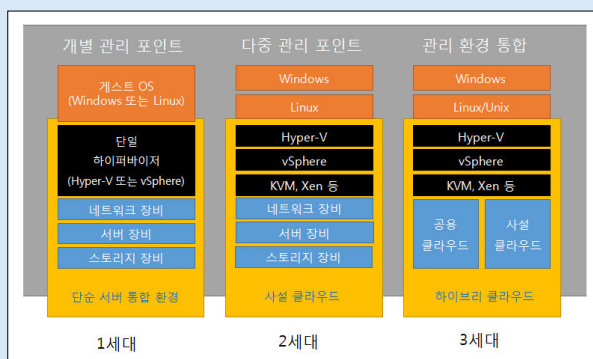 개별 관리 포인트
게스트 OS
(Windows 또는 Linux)
단일
하이퍼바이저
(Hyper-V 또는 vSphere)
네트워크 장비
서버 장비
스토리지 장비
단순 서버 통합 환경
1세대
다중 관리 포인트
Windows
Linux
Hyper-V
vSphere
KVM, Xen 등
네트워크 장비
서버 장비
스토리지 장비
사설 클라우드
2세대
관리 환경 통합
Windows
Linux/Unix
Hyper-V
vSphere
KVM, Xen 등
공용
클라우드
사설
클라우드
하이브리 클라우드
3세대